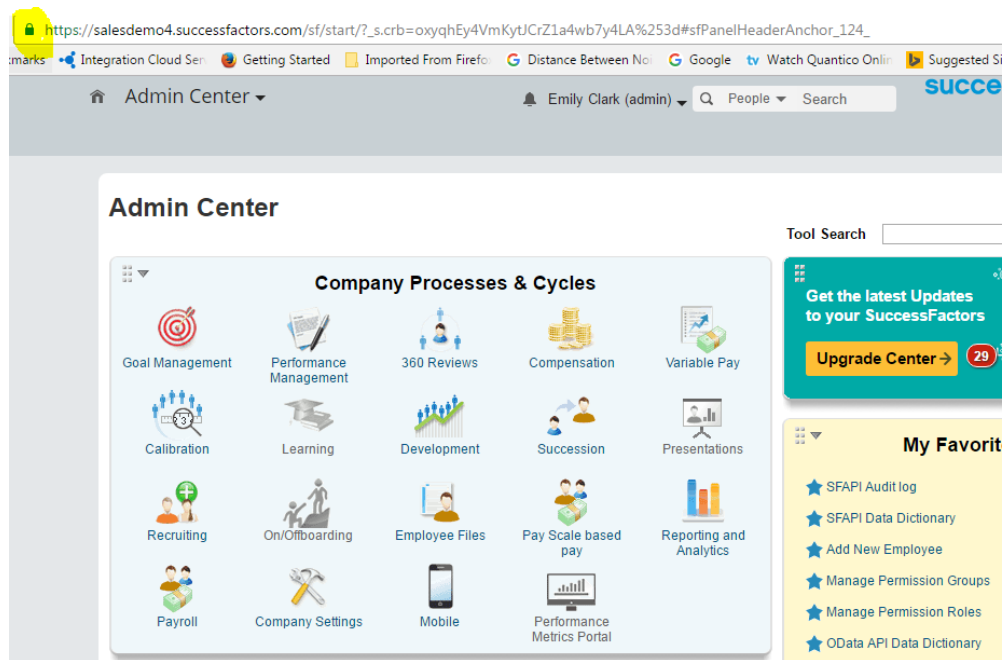 https://salesdemo4.successfactors.com/sf/start/?_s.crb=oxyqhEy4VmKytJCrZ1a4wb7y4LA%253d#sfPanelHeaderAnchor_124_
:marks Integration Cloud Ser Getting Started Imported From Firefo Distance Between Noi Google tv Watch Quantico Onlin Suggested Si
Admin Center
Emily Clark (admin) People Search
succe
Admin Center
Tool Search
Company Processes & Cycles
Goal Management
Performance
Management
360 Reviews
Compensation
Variable Pay
Calibration
Learning
Development
Succession
Presentations
Recruiting
On/Offboarding
Employee Files
Pay Scale based
pay
Reporting and
Analytics
Payroll
Company Settings
Mobile
Performance
Metrics Portal
Get the latest Updates
to your SuccessFactors
Upgrade Center → 29
My Favorit
SFAPI Audit log
SFAPI Data Dictionary
Add New Employee
Manage Permission Groups
Manage Permission Roles
OData API Data Dictionary